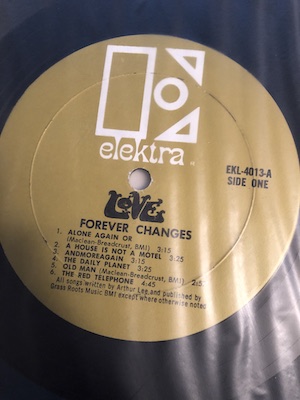 elektra
EKL-4013-A
SIDE ONE
LOVE
FOREVER CHANGES
1. ALONE AGAIN OR
(Maclean-Breadcrust, BMI) 3:15
2. A HOUSE IS NOT A MOTEL 3:25
3. ANDMOREAGAIN 3:15
4. THE DAILY PLANET 3:25
5. OLD MAN (Maclean-Breadcrust, BMI)
6. THE RED TELEPHONE 4:45
All songs written by Arthur Lee, and published by
Grass Roots Music BMI except where otherwise noted